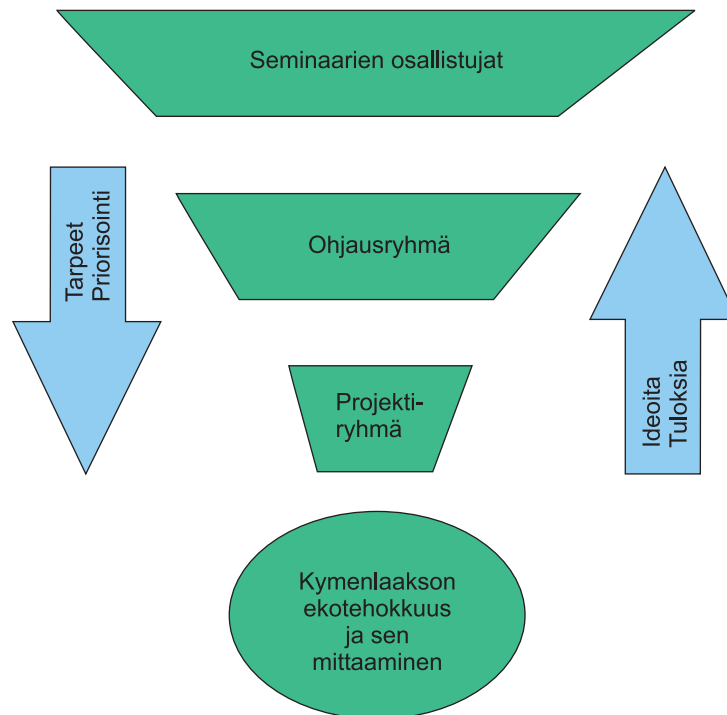 Seminaarien osallistujat
Tarpeet
Priorisointi
Ohjausryhmä
Projekti-
ryhmä
Ideoita
Tuloksia
Kymenlaakson
ekotehokkuus
ja sen
mittaaminen